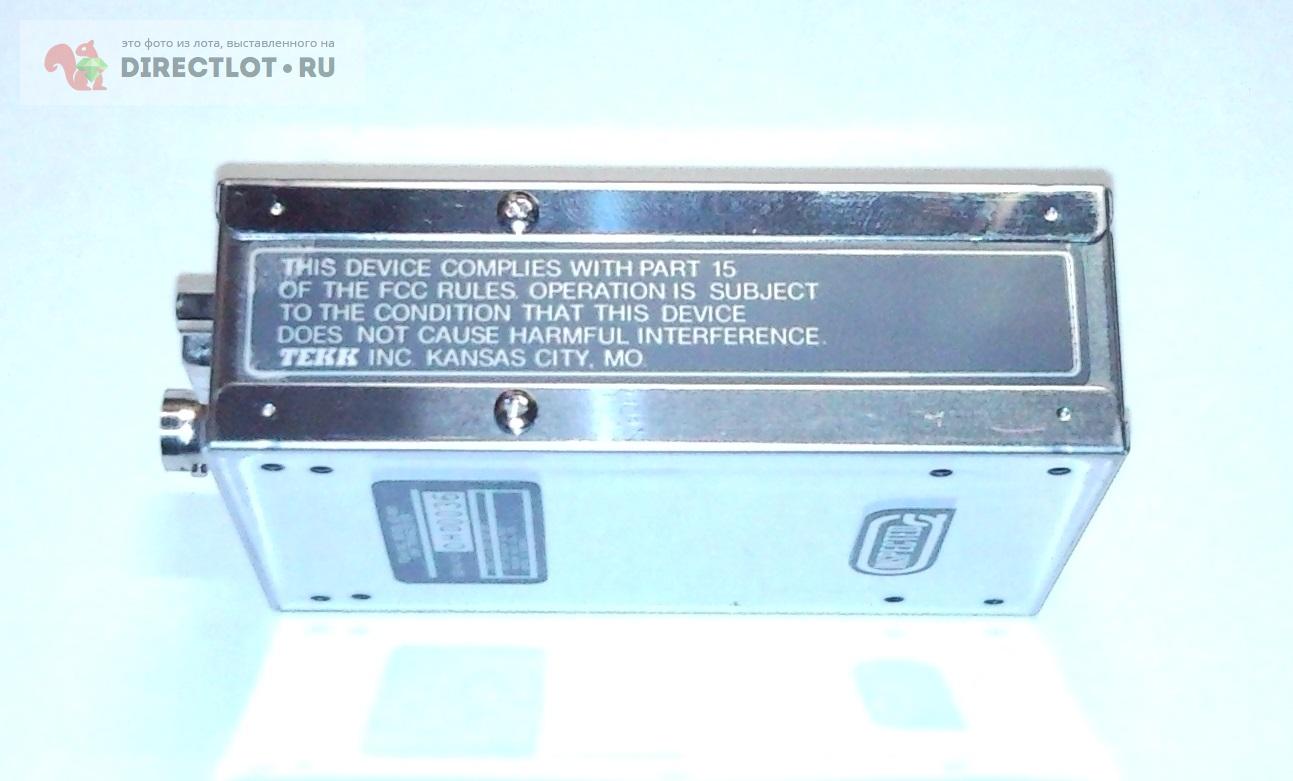 это фото из лота, выставленного на
DIRECTLOT•RU
THIS DEVICE COMPLIES WITH PART 15
OF THE FCC RULES. OPERATION IS SUBJECT
TO THE CONDITION THAT THIS DEVICE
DOES NOT CAUSE HARMFUL INTERFERENCE.
TEKK INC KANSAS CITY, MO.
INSPECTED